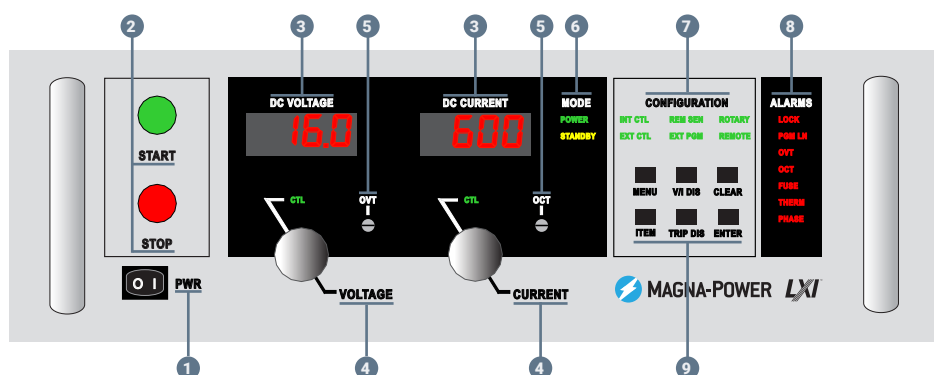 2 3 5 3 5 6 7 8
DC VOLTAGE
16.0
CTL
OVT
VOLTAGE
DC CURRENT
600
CTL
OCT
CURRENT
MODE
POWER
STANDBY
CONFIGURATION
INT CTL REM SEN ROTARY
EXT CTL EXT PGM REMOTE
MENU V/I DIS CLEAR
ITEM TRIP DIS ENTER
ALARMS
LOCK
PGM LN
OVT
OCT
FUSE
THERM
PHASE
START
STOP
O I PWR
MAGNA-POWER LXI
1 4 4 9